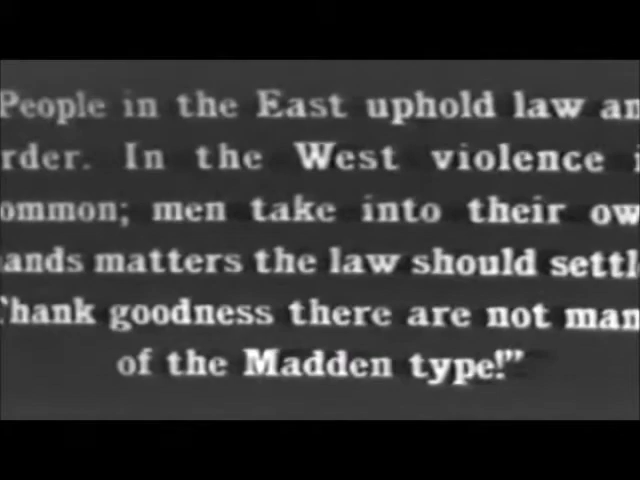 People in the East uphold law an
rder. In the West violence i
ommon; men take into their ow
ands matters the law should settl
Thank goodness there are not man
of the Madden type!”